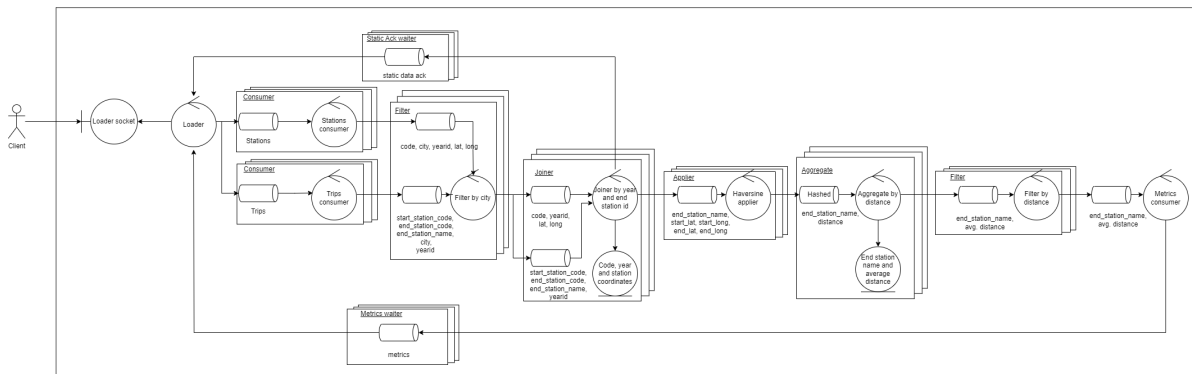 Static Ack waiter
static data ack
Client
Loader socket
Loader
Consumer
Stations
Stations
consumer
Consumer
Trips
Trips
consumer
Filter
code, city, yearid, lat, long
start_station_code,
end_station_code,
end_station_name,
city,
yearid
Filter by city
Joiner
code, yearid,
lat, long
start_station_code,
end_station_code,
end_station_name,
yearid
Joiner by year
and end
station id
Code, year
and station
coordinates
Applier
end_station_name,
start_lat, start_long,
end_lat, end_long
Haversine
applier
Aggregate
Hashed
end_station_name,
distance
Aggregate by
distance
End station
name and
average
distance
Filter
end_station_name,
avg. distance
Filter by
distance
end_station_name,
avg. distance
Metrics
consumer
Metrics waiter
metrics